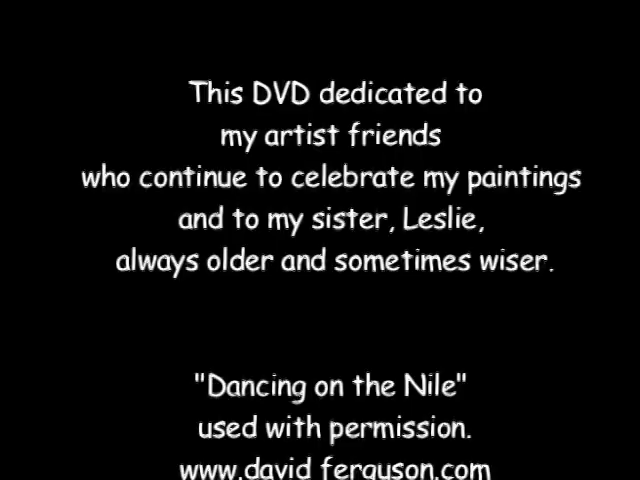 This DVD dedicated to
my artist friends
who continue to celebrate my paintings
and to my sister, Leslie,
always older and sometimes wiser.
"Dancing on the Nile"
used with permission.
www.david ferguson.com